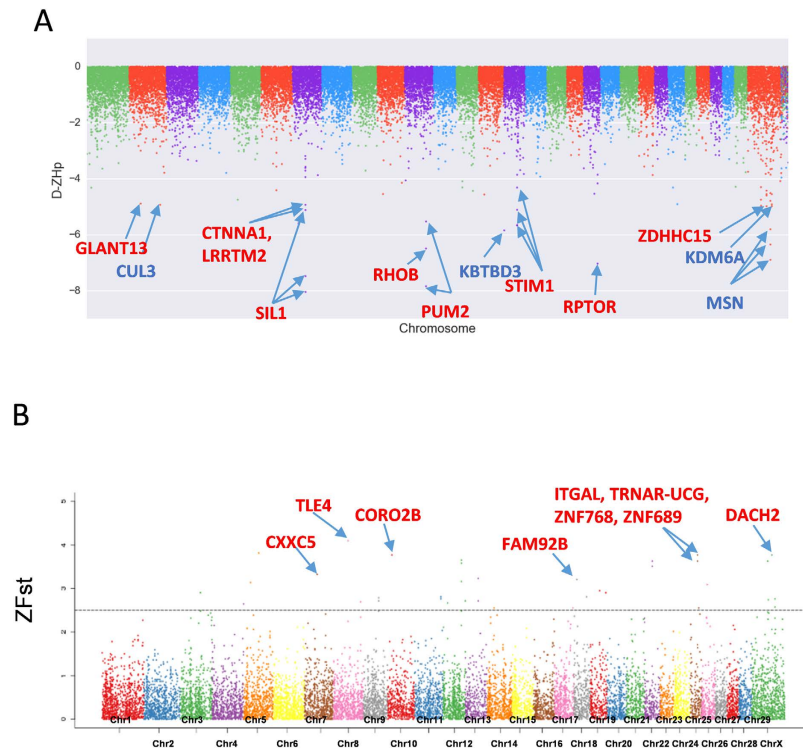 A
0
−2
−4
−6
−8
D-ZHp
GLANT13
CUL3
CTNNA1,
LRRTM2
SIL1
RHOB
PUM2
KBTBD3
STIM1
RPTOR
ZDHHC15
KDM6A
MSN
Chromosome
B
5
4
3
2
1
0
ZFst
CXXC5
TLE4
CORO2B
FAM92B
ITGAL, TRNAR-UCG,
ZNF768, ZNF689
DACH2
Chr1 Chr3 Chr5 Chr7 Chr9 Chr11 Chr13 Chr15 Chr17 Chr19 Chr21 Chr23 Chr25 Chr27 Chr29
Chr2 Chr4 Chr6 Chr8 Chr10 Chr12 Chr14 Chr16 Chr18 Chr20 Chr22 Chr24 Chr26 Chr28 ChrX